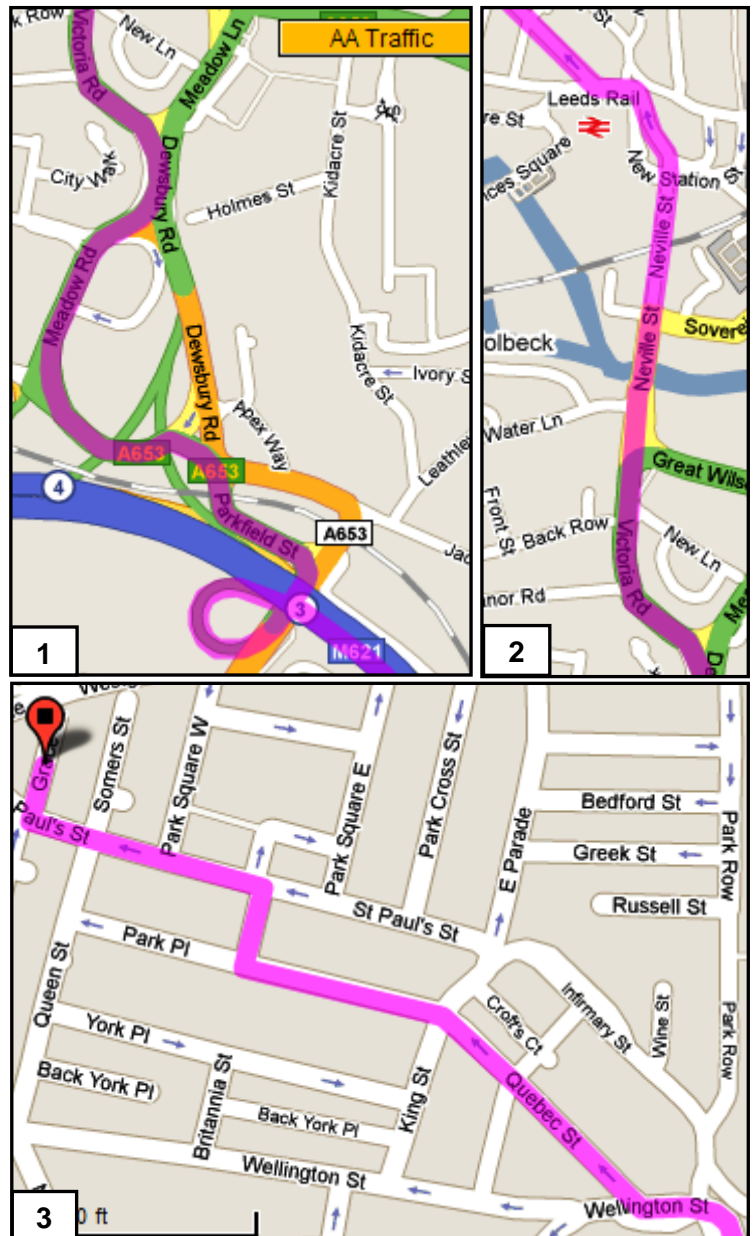 AA Traffic
Row
Victoria Rd
New Ln
Meadow Ln
City Way
Dewsbury Rd
Holmes St
Kidacre St
Meadow Rd
Dewsbury Rd
Kidacre St
Ivory S
A653
A653
Parkfield St
A653
4
3
M621
1
St
Leeds Rail
re St
New Station St
Neville St
Neville St
Sovere
olbeck
Water Ln
Great Wils
Front St
Back Row
Victoria Rd
New Ln
anor Rd
2
Somers St
Park Square W
Park Square E
Park Cross St
E Parade
Bedford St
Greek St
Park Row
Russell St
Paul's St
St Paul's St
Park Pl
Queen St
York Pl
Back York Pl
Britannia St
Back York Pl
King St
Croft's Ct
Infirmary St
Wine St
Park Row
Quebec St
Wellington St
Wellington St
3
0 ft